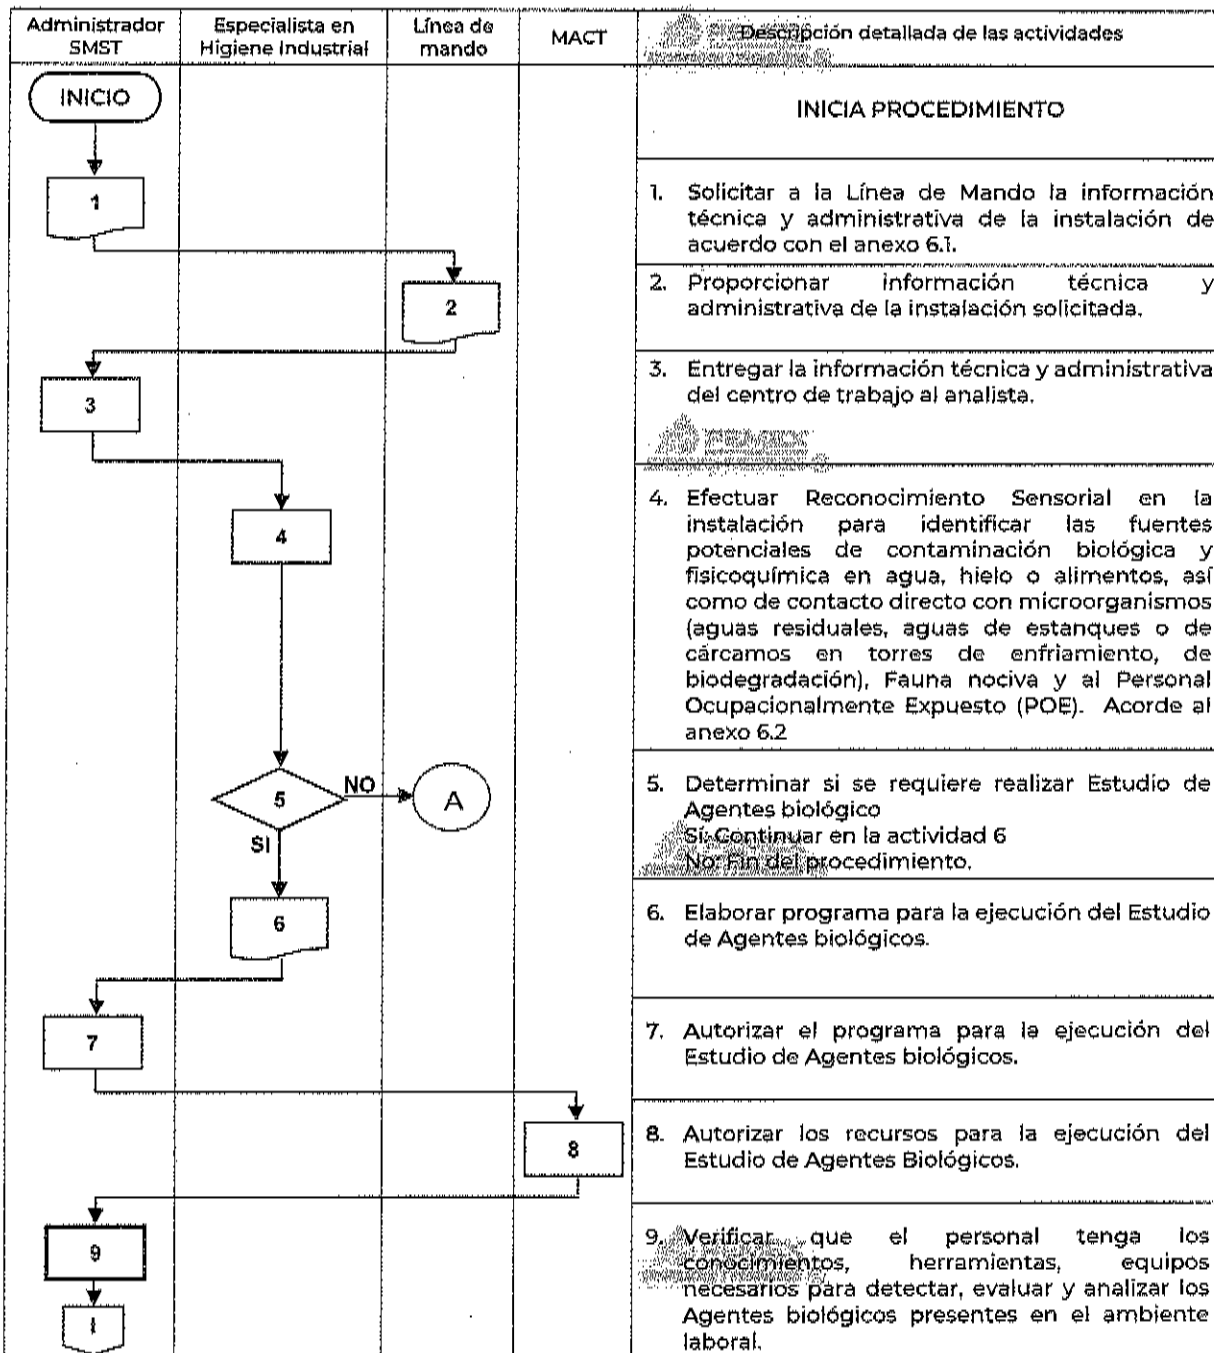 Administrador
SMST
Especialista en
Higiene Industrial
Línea de
mando
MACT
Descripción detallada de las actividades
INICIO
INICIA PROCEDIMIENTO
1
1. Solicitar a la Línea de Mando la información
técnica y administrativa de la instalación de
acuerdo con el anexo 6.1.
2
2. Proporcionar información técnica y
administrativa de la instalación solicitada.
3
3. Entregar la información técnica y administrativa
del centro de trabajo al analista.
4
4. Efectuar Reconocimiento Sensorial en la
instalación para identificar las fuentes
potenciales de contaminación biológica y
fisicoquímica en agua, hielo o alimentos, así
como de contacto directo con microorganismos
(aguas residuales, aguas de estanques o de
cárcamos en torres de enfriamiento, de
biodegradación), Fauna nociva y al Personal
Ocupacionalmente Expuesto (POE). Acorde al
anexo 6.2
5
NO
A
SI
5. Determinar si se requiere realizar Estudio de
Agentes biológico
Sí: Continuar en la actividad 6
No: Fin del procedimiento.
6
6. Elaborar programa para la ejecución del Estudio
de Agentes biológicos.
7
7. Autorizar el programa para la ejecución del
Estudio de Agentes biológicos.
8
8. Autorizar los recursos para la ejecución del
Estudio de Agentes Biológicos.
9
I
9. Verificar que el personal tenga los
conocimientos, herramientas, equipos
necesarios para detectar, evaluar y analizar los
Agentes biológicos presentes en el ambiente
laboral.